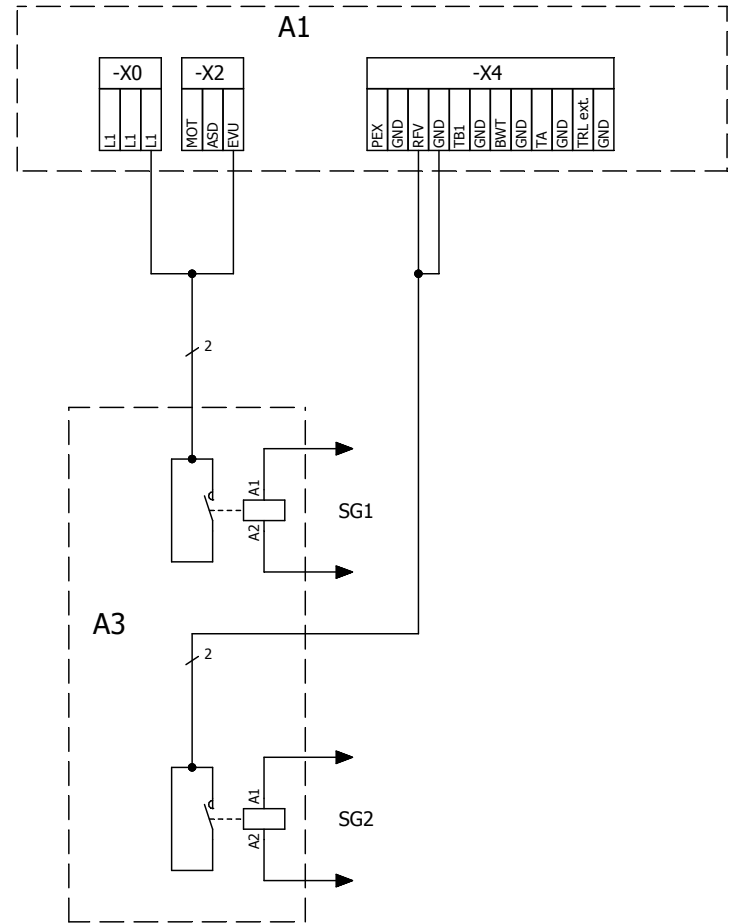 A1
-X0
-X2
-X4
L1
L1
L1
MOT
ASD
EVU
PEX
GND
RFV
GND
TB1
GND
BWT
GND
TA
GND
TRL ext.
GND
2
A1
A2
SG1
A3
2
A1
A2
SG2